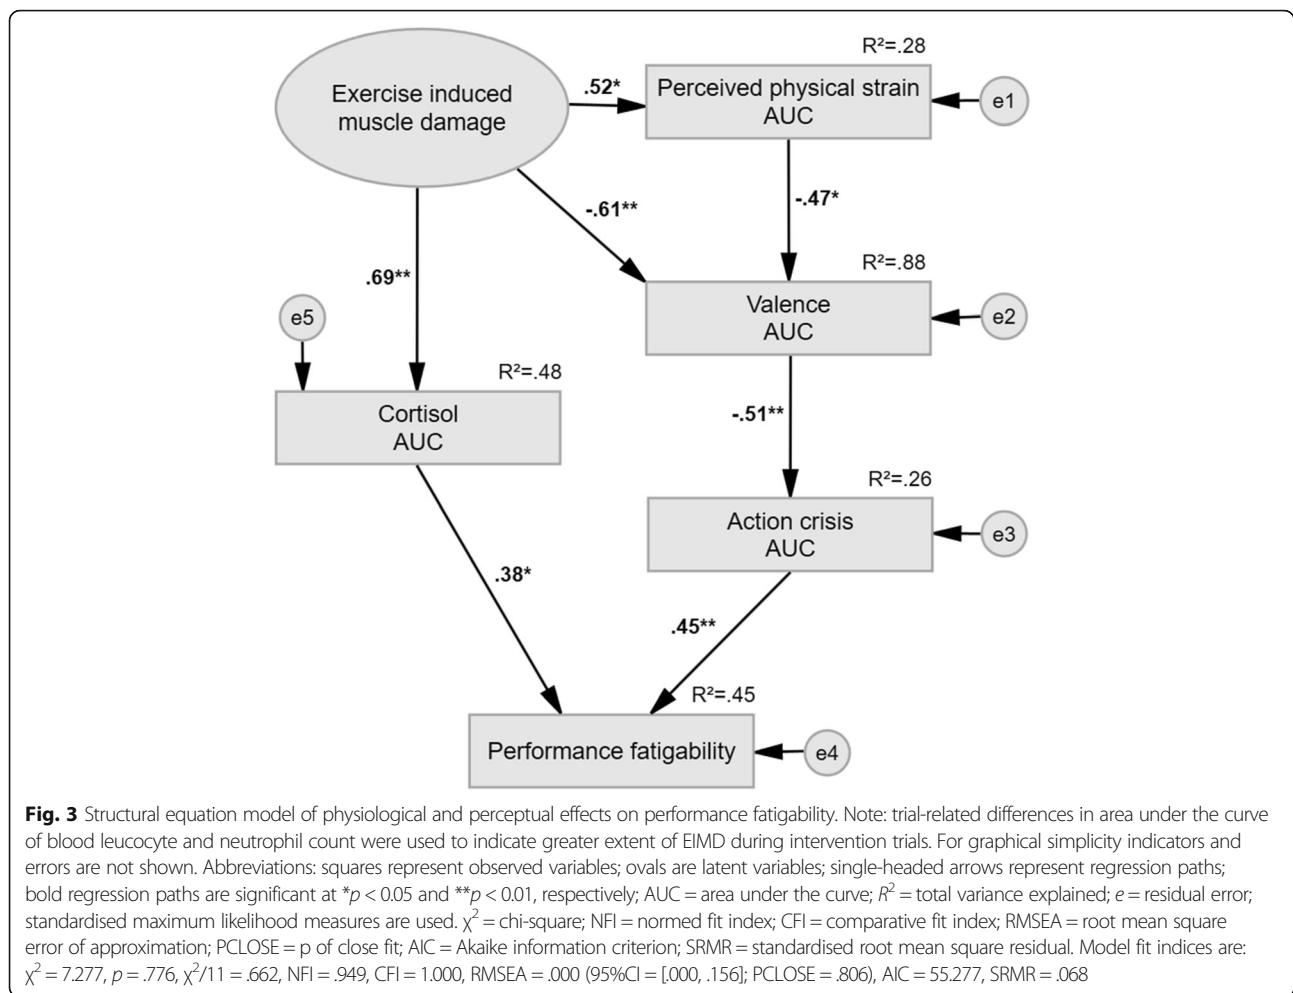 R²=.28
Exercise induced
muscle damage
.52*
Perceived physical strain
AUC
e1
-.61**
-.47*
R²=.88
.69**
Valence
AUC
e2
e5
R²=.48
Cortisol
AUC
-.51**
R²=.26
Action crisis
AUC
e3
.38*
.45**
R²=.45
Performance fatigability
e4
Fig. 3 Structural equation model of physiological and perceptual effects on performance fatigability. Note: trial-related differences in area under the curve
of blood leucocyte and neutrophil count were used to indicate greater extent of EIMD during intervention trials. For graphical simplicity indicators and
errors are not shown. Abbreviations: squares represent observed variables; ovals are latent variables; single-headed arrows represent regression paths;
bold regression paths are significant at *p < 0.05 and **p < 0.01, respectively; AUC = area under the curve; R² = total variance explained; e = residual error;
standardised maximum likelihood measures are used. χ² = chi-square; NFI = normed fit index; CFI = comparative fit index; RMSEA = root mean square
error of approximation; PCLOSE = p of close fit; AIC = Akaike information criterion; SRMR = standardised root mean square residual. Model fit indices are:
χ² = 7.277, p = .776, χ²/11 = .662, NFI = .949, CFI = 1.000, RMSEA = .000 (95%CI = [.000, .156]; PCLOSE = .806), AIC = 55.277, SRMR = .068